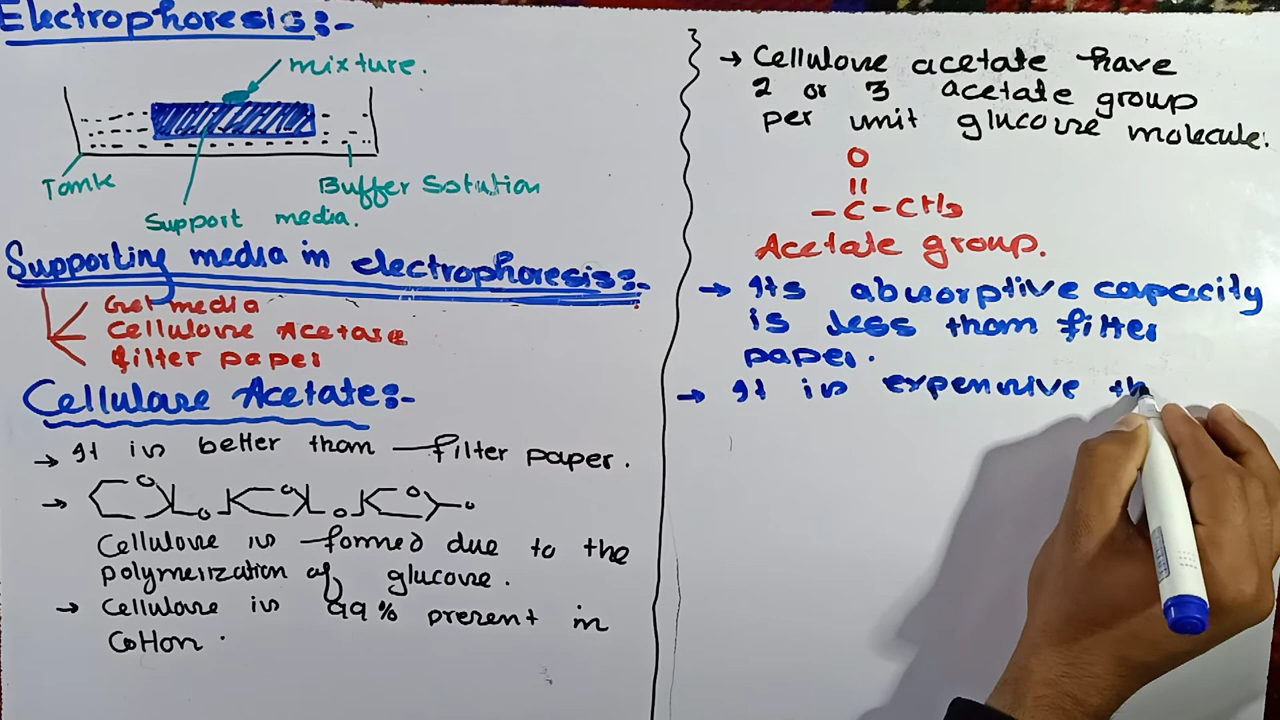 Electrophoresis:-
mixture.
Tank
Buffer Solution
Support media.
Supporting media in electrophoresis:-
Gel media
Cellulose Acetate
filter paper
Cellulose Acetates:-
→ It is better than filter paper.
→ O O O O O O
Cellulose is formed due to the
polymerization of glucose.
→ Cellulose is 99% present in
Cotton.
→ Cellulose acetate have
2 or 3 acetate group
per unit glucose molecule.
O
-C-CH3
Acetate group.
→ Its absorptive capacity
is less than filter
paper.
→ It is expensive th